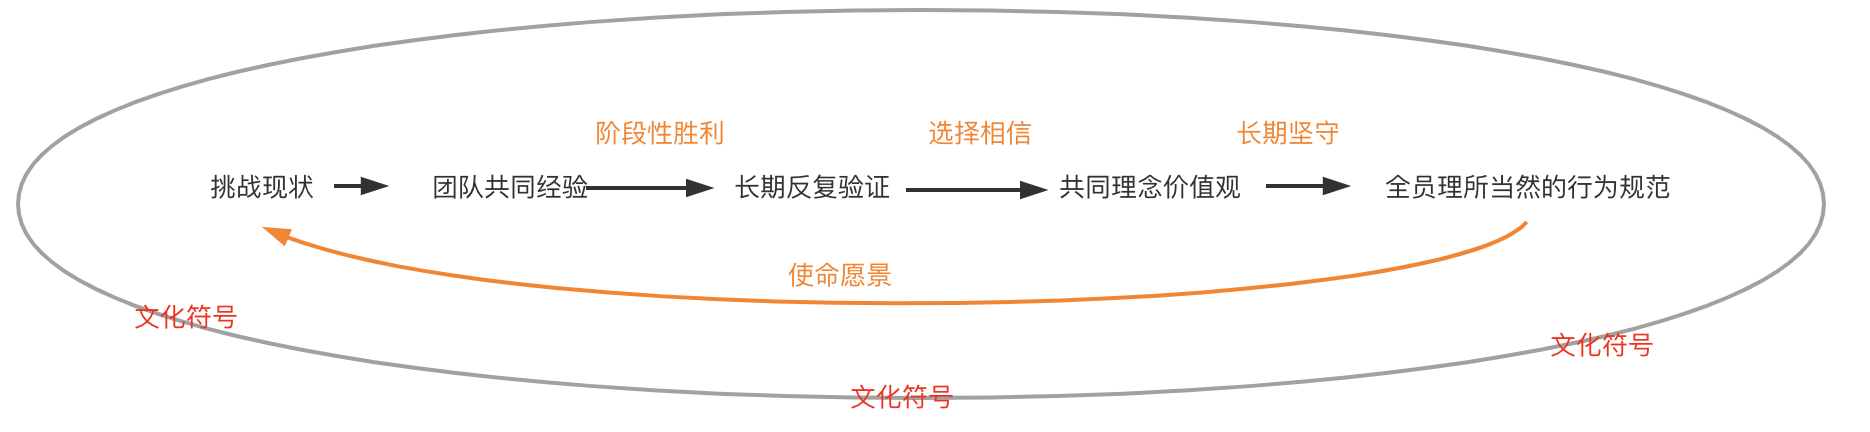 阶段性胜利
选择相信
长期坚守
挑战现状
团队共同经验
长期反复验证
共同理念价值观
全员理所当然的行为规范
使命愿景
文化符号
文化符号
文化符号